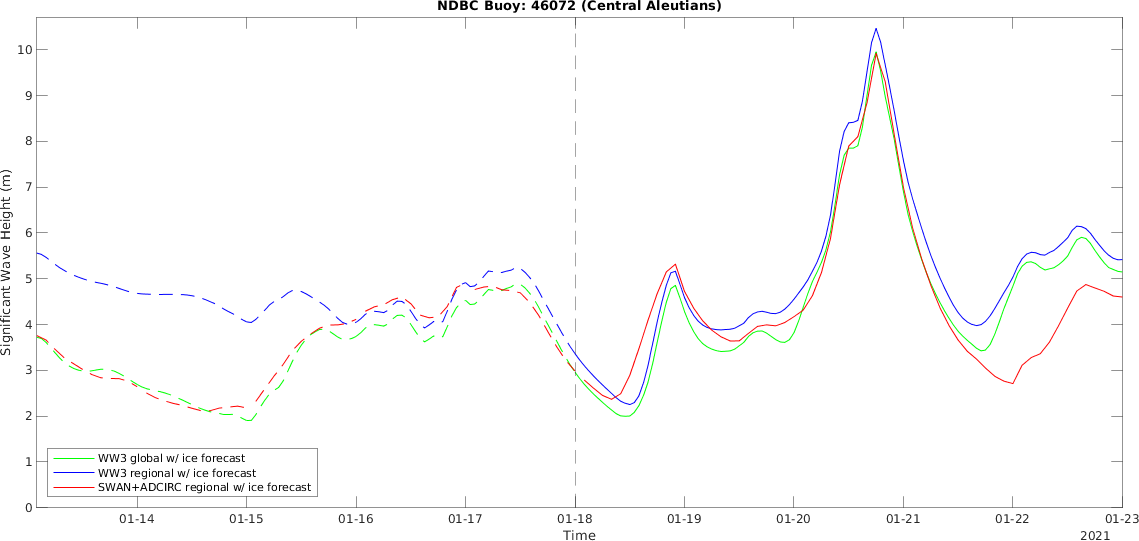 NDBC Buoy: 46072 (Central Aleutians)
Significant Wave Height (m)
10
9
8
7
6
5
4
3
2
1
0
WW3 global w/ ice forecast
WW3 regional w/ ice forecast
SWAN+ADCIRC regional w/ ice forecast
01-14 01-15 01-16 01-17 01-18 01-19 01-20 01-21 01-22 01-23
Time
2021